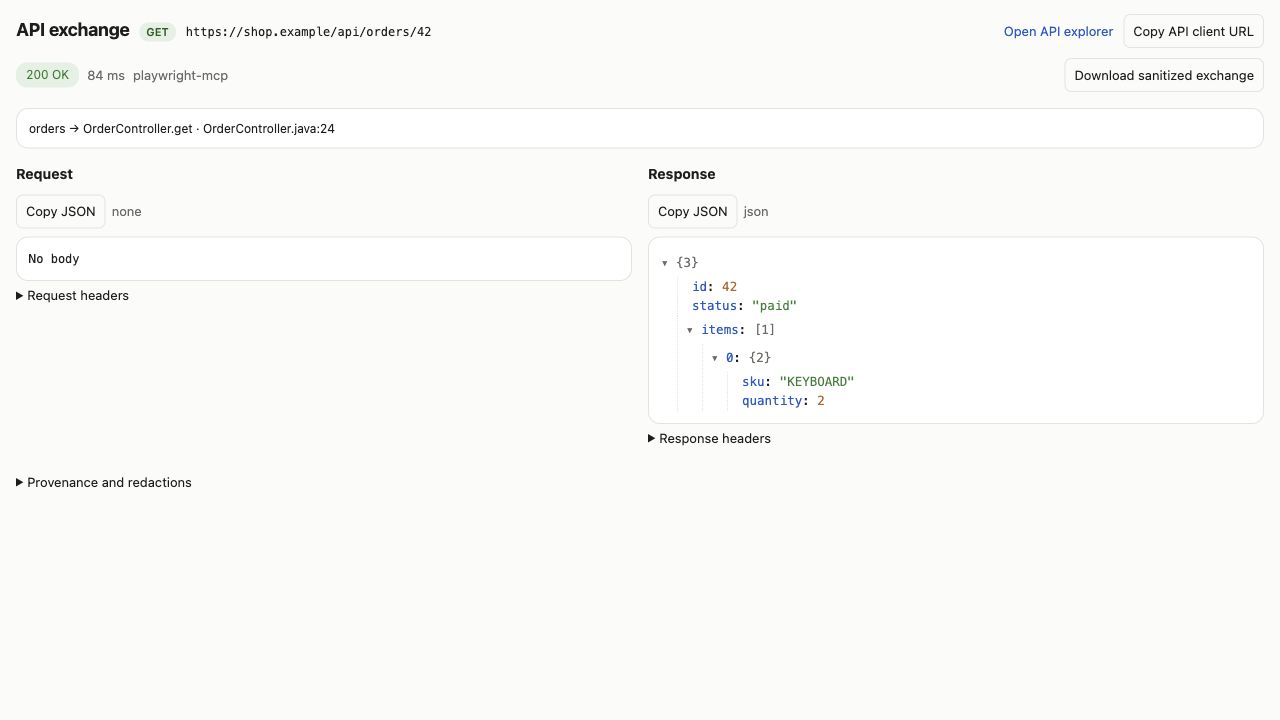 API exchange GET https://shop.example/api/orders/42 Open API explorer Copy API client URL
200 OK 84 ms playwright-mcp Download sanitized exchange
orders → OrderController.get · OrderController.java:24
Request
Copy JSON none
No body
▶ Request headers
Response
Copy JSON json
▾ {3}
id: 42
status: "paid"
▾ items: [1]
▾ 0: {2}
sku: "KEYBOARD"
quantity: 2
▶ Response headers
▶ Provenance and redactions